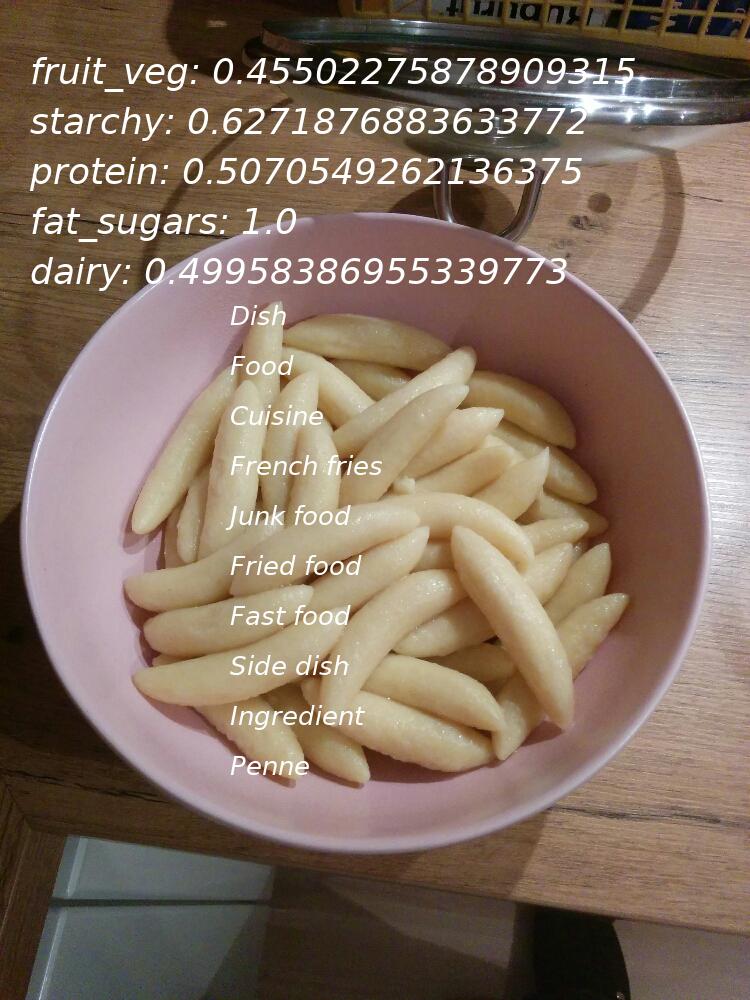 fruit_veg: 0.45502275878909315
starchy: 0.6271876883633772
protein: 0.5070549262136375
fat_sugars: 1.0
dairy: 0.49958386955339773
Dish
Food
Cuisine
French fries
Junk food
Fried food
Fast food
Side dish
Ingredient
Penne